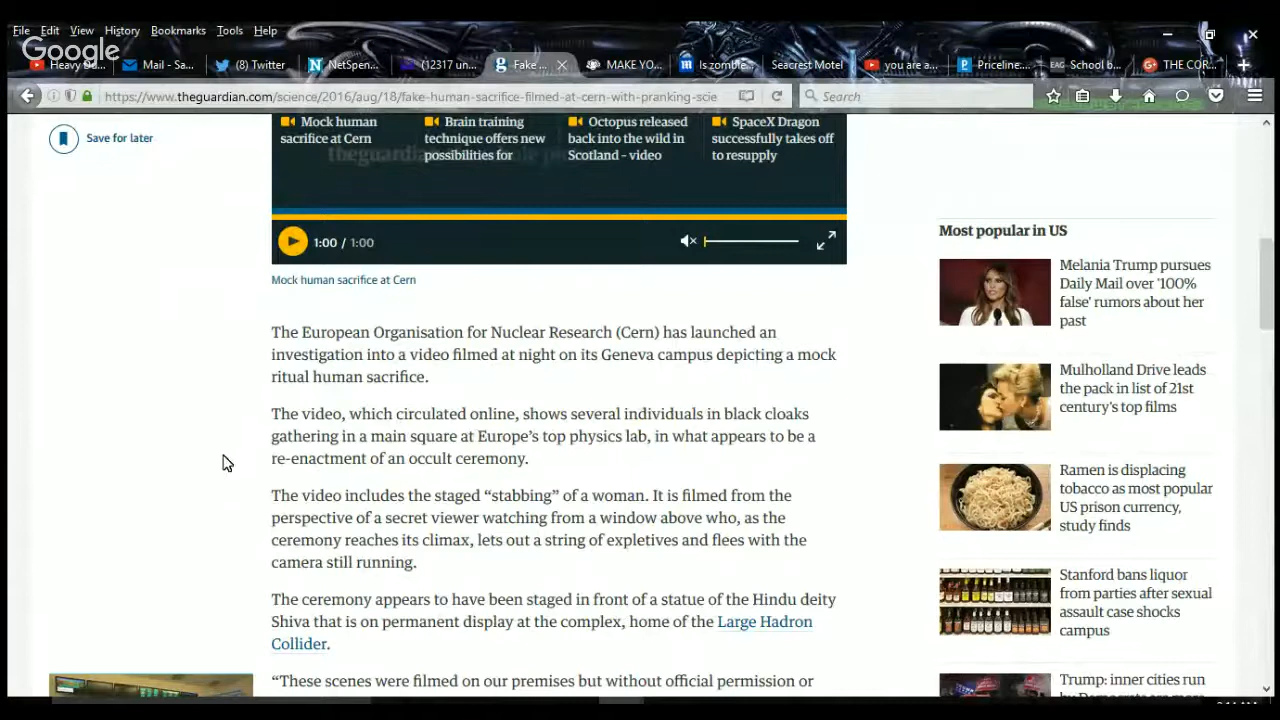 File Edit View History Bookmarks Tools Help
Google
Heavy Du...
Mail - Sa...
(8) Twitter
NetSpen...
(12317 un...
Fake ...
MAKE YO...
Is zombie...
Seacrest Motel
you are a...
Priceline...
School b...
THE COR...
https://www.theguardian.com/science/2016/aug/18/fake-human-sacrifice-filmed-at-cern-with-pranking-scie
Search
Save for later
Mock human
sacrifice at Cern
Brain training
technique offers new
possibilities for
Octopus released
back into the wild in
Scotland – video
SpaceX Dragon
successfully takes off
to resupply
1:00 / 1:00
Mock human sacrifice at Cern
The European Organisation for Nuclear Research (Cern) has launched an
investigation into a video filmed at night on its Geneva campus depicting a mock
ritual human sacrifice.
The video, which circulated online, shows several individuals in black cloaks
gathering in a main square at Europe’s top physics lab, in what appears to be a
re-enactment of an occult ceremony.
The video includes the staged “stabbing” of a woman. It is filmed from the
perspective of a secret viewer watching from a window above who, as the
ceremony reaches its climax, lets out a string of expletives and flees with the
camera still running.
The ceremony appears to have been staged in front of a statue of the Hindu deity
Shiva that is on permanent display at the complex, home of the Large Hadron
Collider.
“These scenes were filmed on our premises but without official permission or
Most popular in US
Melania Trump pursues
Daily Mail over '100%
false' rumors about her
past
Mulholland Drive leads
the pack in list of 21st
century's top films
Ramen is displacing
tobacco as most popular
US prison currency,
study finds
Stanford bans liquor
from parties after sexual
assault case shocks
campus
Trump: inner cities run